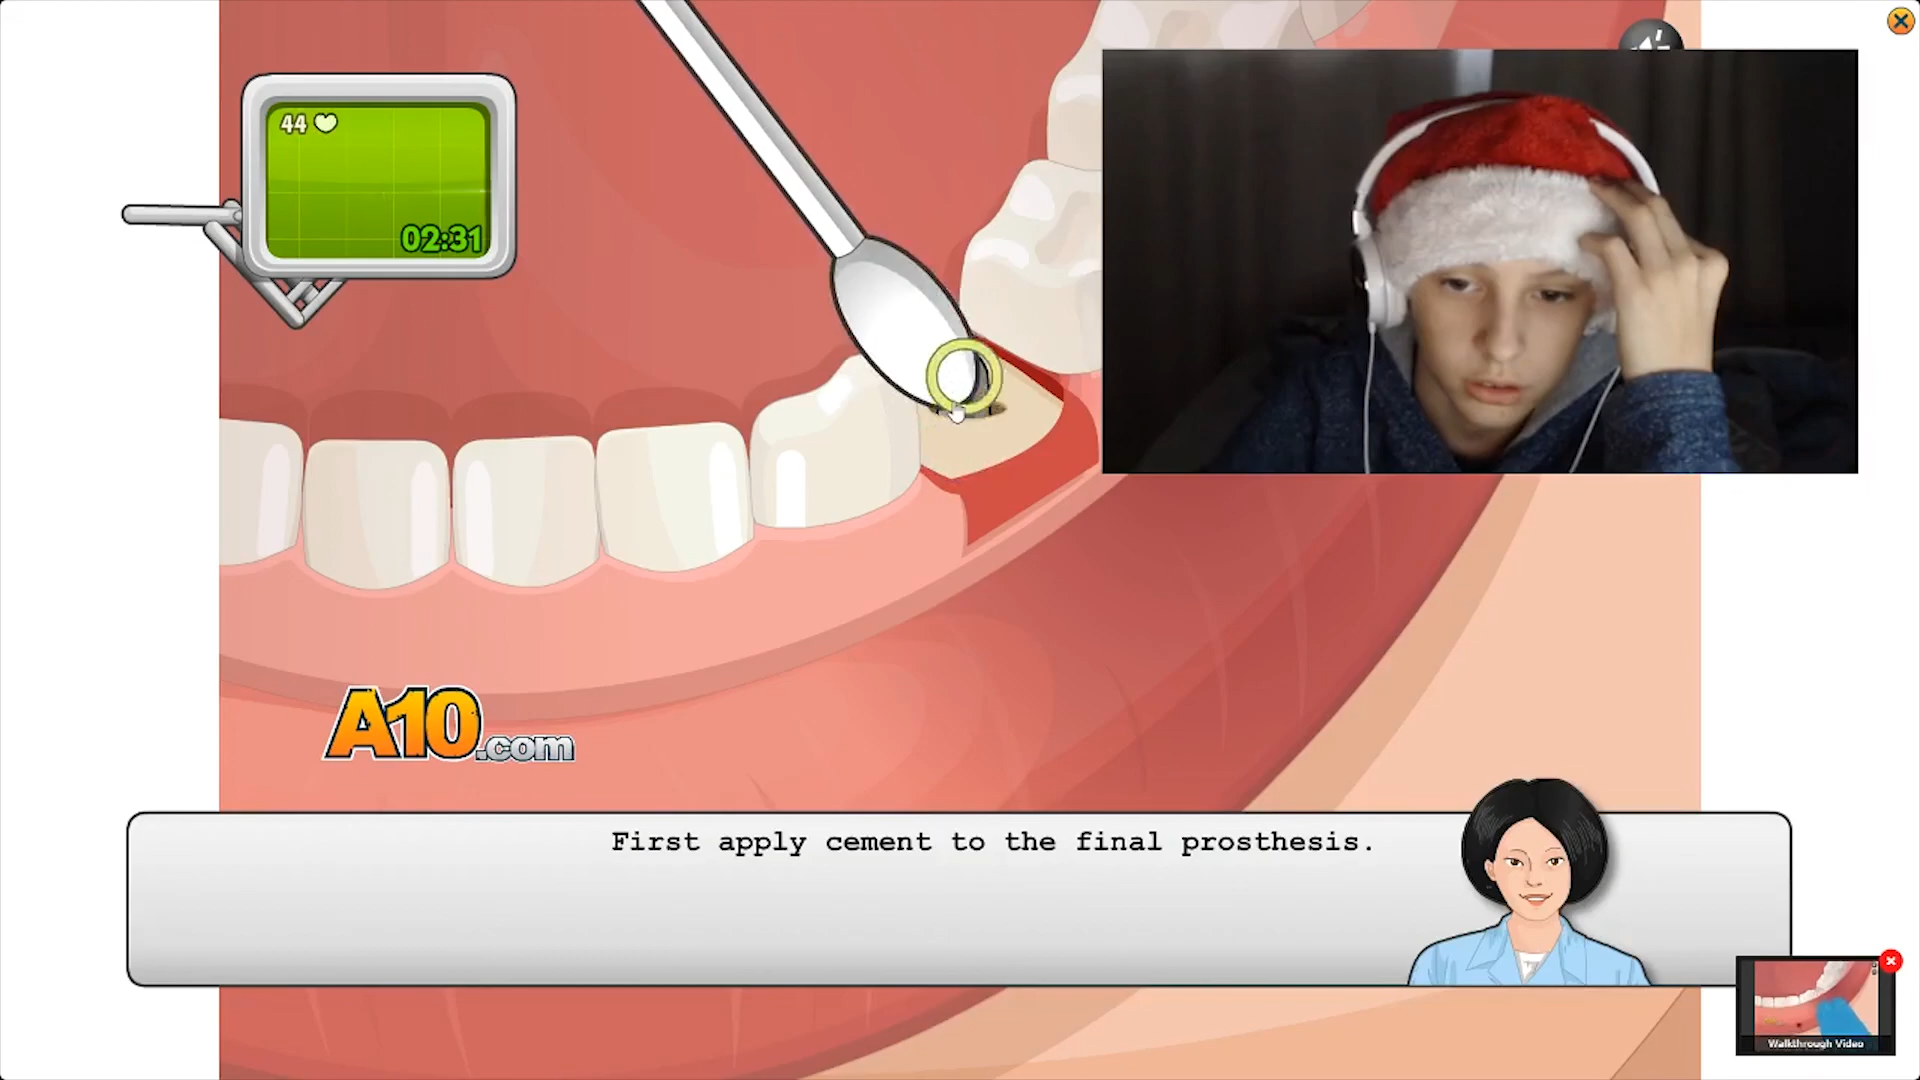 44
02:31
A10.com
First apply cement to the final prosthesis.
Walkthrough Video